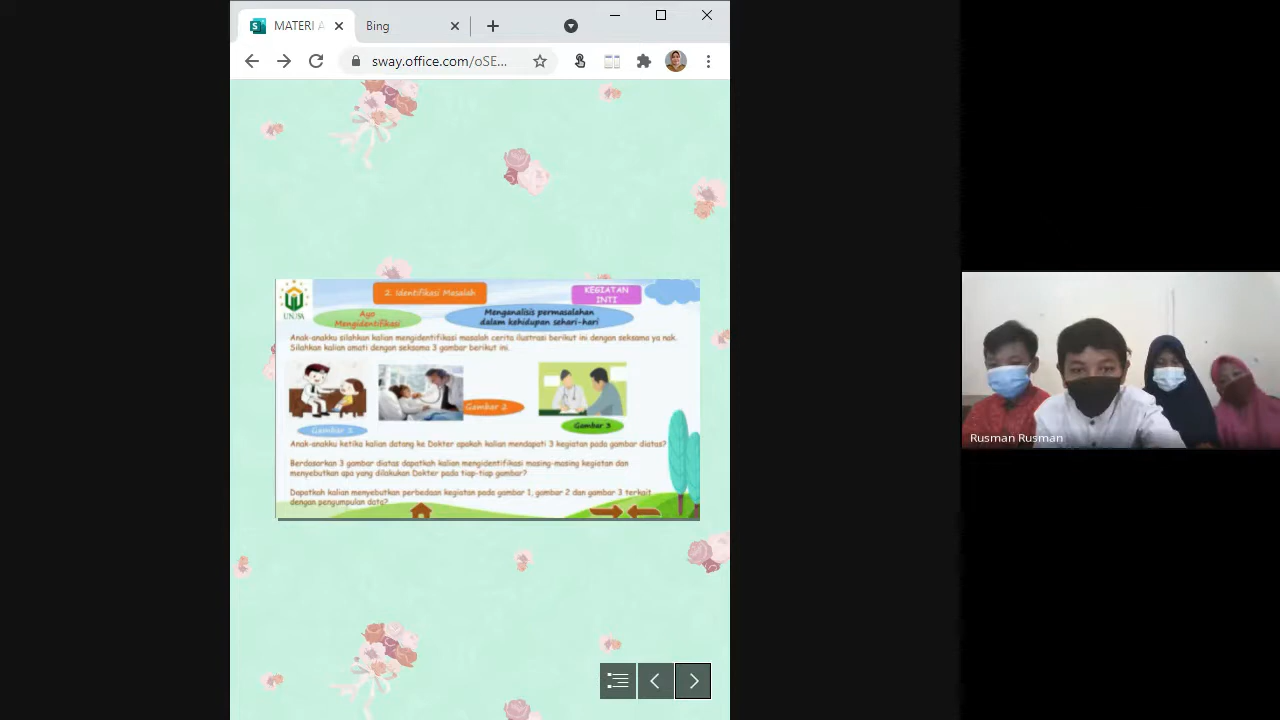 MATERI A
Bing
sway.office.com/oSE...
2. Identifikasi Masalah
KEGIATAN
INTI
UNUSA
Ayo
Mengidentifikasi
Menganalisis permasalahan
dalam kehidupan sehari-hari
Anak-anakku silahkan kalian mengidentifikasi masalah cerita ilustrasi berikut ini dengan seksama ya nak.
Silahkan kalian amati dengan seksama 3 gambar berikut ini.
Gambar 1
Gambar 2
Gambar 3
Anak-anakku ketika kalian datang ke Dokter apakah kalian mendapati 3 kegiatan pada gambar diatas?
Berdasarkan 3 gambar diatas dapatkah kalian mengidentifikasi masing-masing kegiatan dan
menyebutkan apa yang dilakukan Dokter pada tiap-tiap gambar?
Dapatkah kalian menyebutkan perbedaan kegiatan pada gambar 1, gambar 2 dan gambar 3 terkait
dengan pengumpulan data?
Rusman Rusman